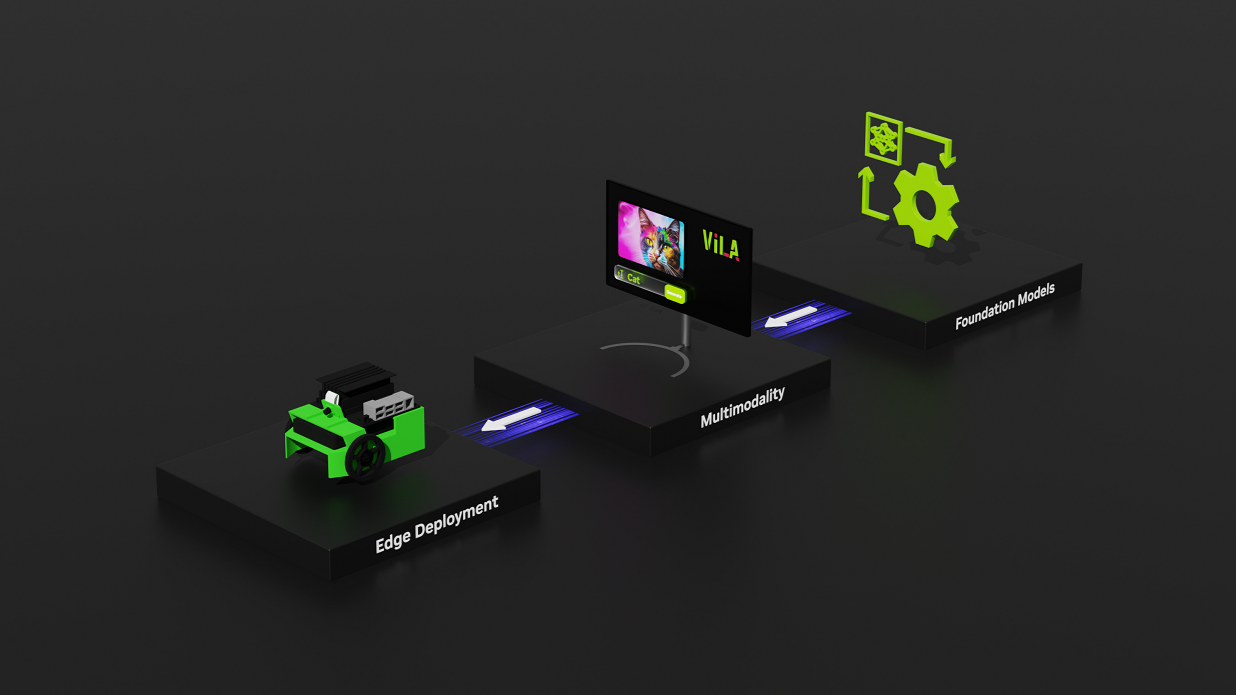 ViLA
Cat
Foundation Models
Multimodality
Edge Deployment